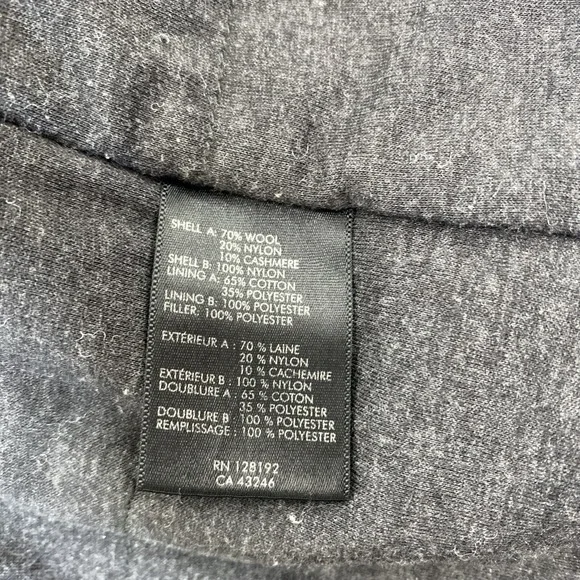 SHELL A: 70% WOOL
20% NYLON
10% CASHMERE
SHELL B: 100% NYLON
LINING A: 65% COTTON
35% POLYESTER
LINING B: 100% POLYESTER
FILLER: 100% POLYESTER
EXTÉRIEUR A : 70 % LAINE
20 % NYLON
10 % CACHEMIRE
EXTÉRIEUR B : 100 % NYLON
DOUBLURE A : 65 % COTON
35 % POLYESTER
DOUBLURE B : 100 % POLYESTER
REMPLISSAGE : 100 % POLYESTER
RN 128192
CA 43246